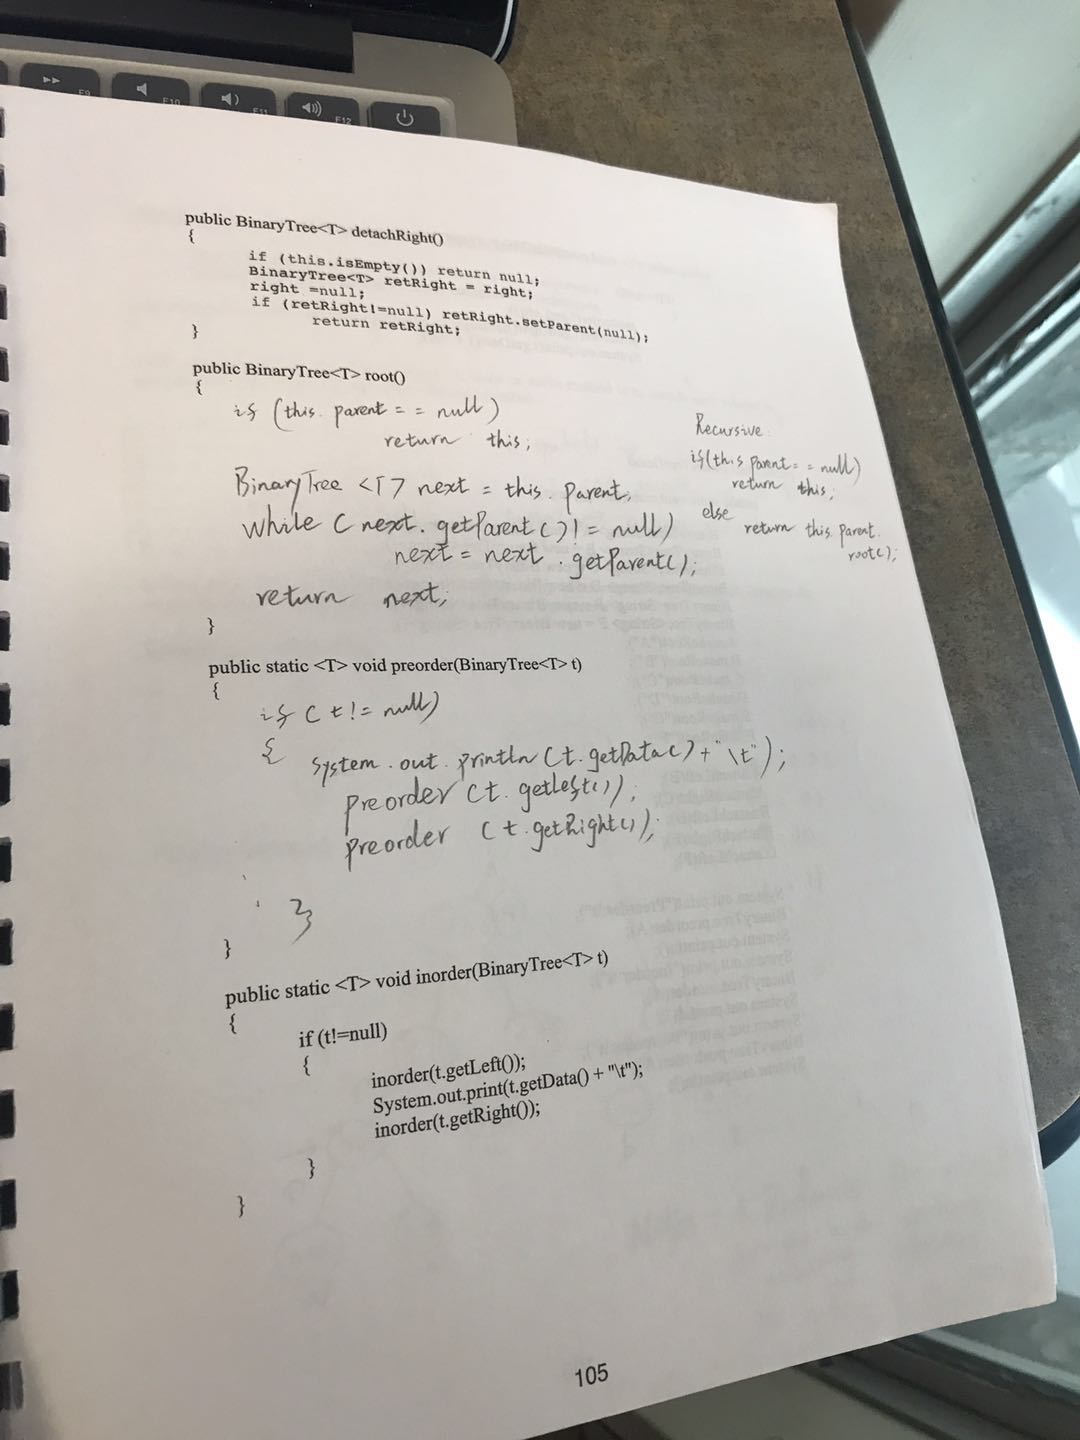 F9
F10
F11
F12
public BinaryTree<T> detachRight()
{
if (this.isEmpty()) return null;
BinaryTree<T> retRight = right;
right =null;
if (retRight!=null) retRight.setParent(null);
return retRight;
}
public BinaryTree<T> root()
{
if (this. parent = = null)
return this;
BinaryTree <T> next = this. parent;
while ( next. getParent()! = null)
next = next . getParent();
return next;
}
Recursive:
if(this parent = = null)
return this;
else
return this. parent.
root();
public static <T> void preorder(BinaryTree<T> t)
{
if ( t != null)
{ System . out. println (t. getData() + "\t");
preorder (t. getLeft());
preorder (t. getRight());
}
}
public static <T> void inorder(BinaryTree<T> t)
{
if (t!=null)
{
inorder(t.getLeft());
System.out.print(t.getData() + "\t");
inorder(t.getRight());
}
}
105